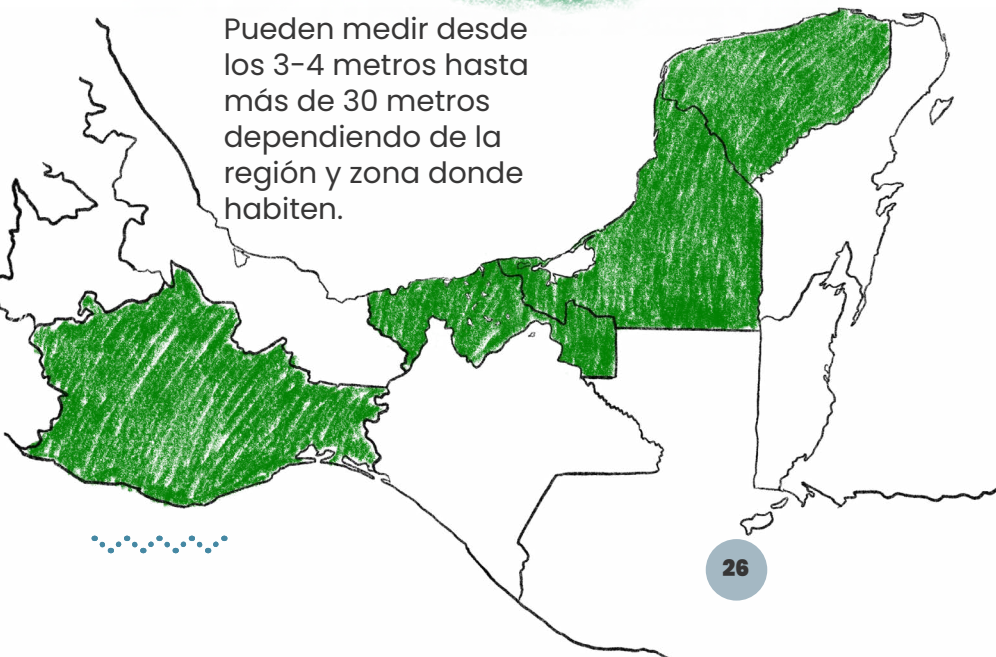 Pueden medir desde
los 3-4 metros hasta
más de 30 metros
dependiendo de la
región y zona donde
habiten.
26